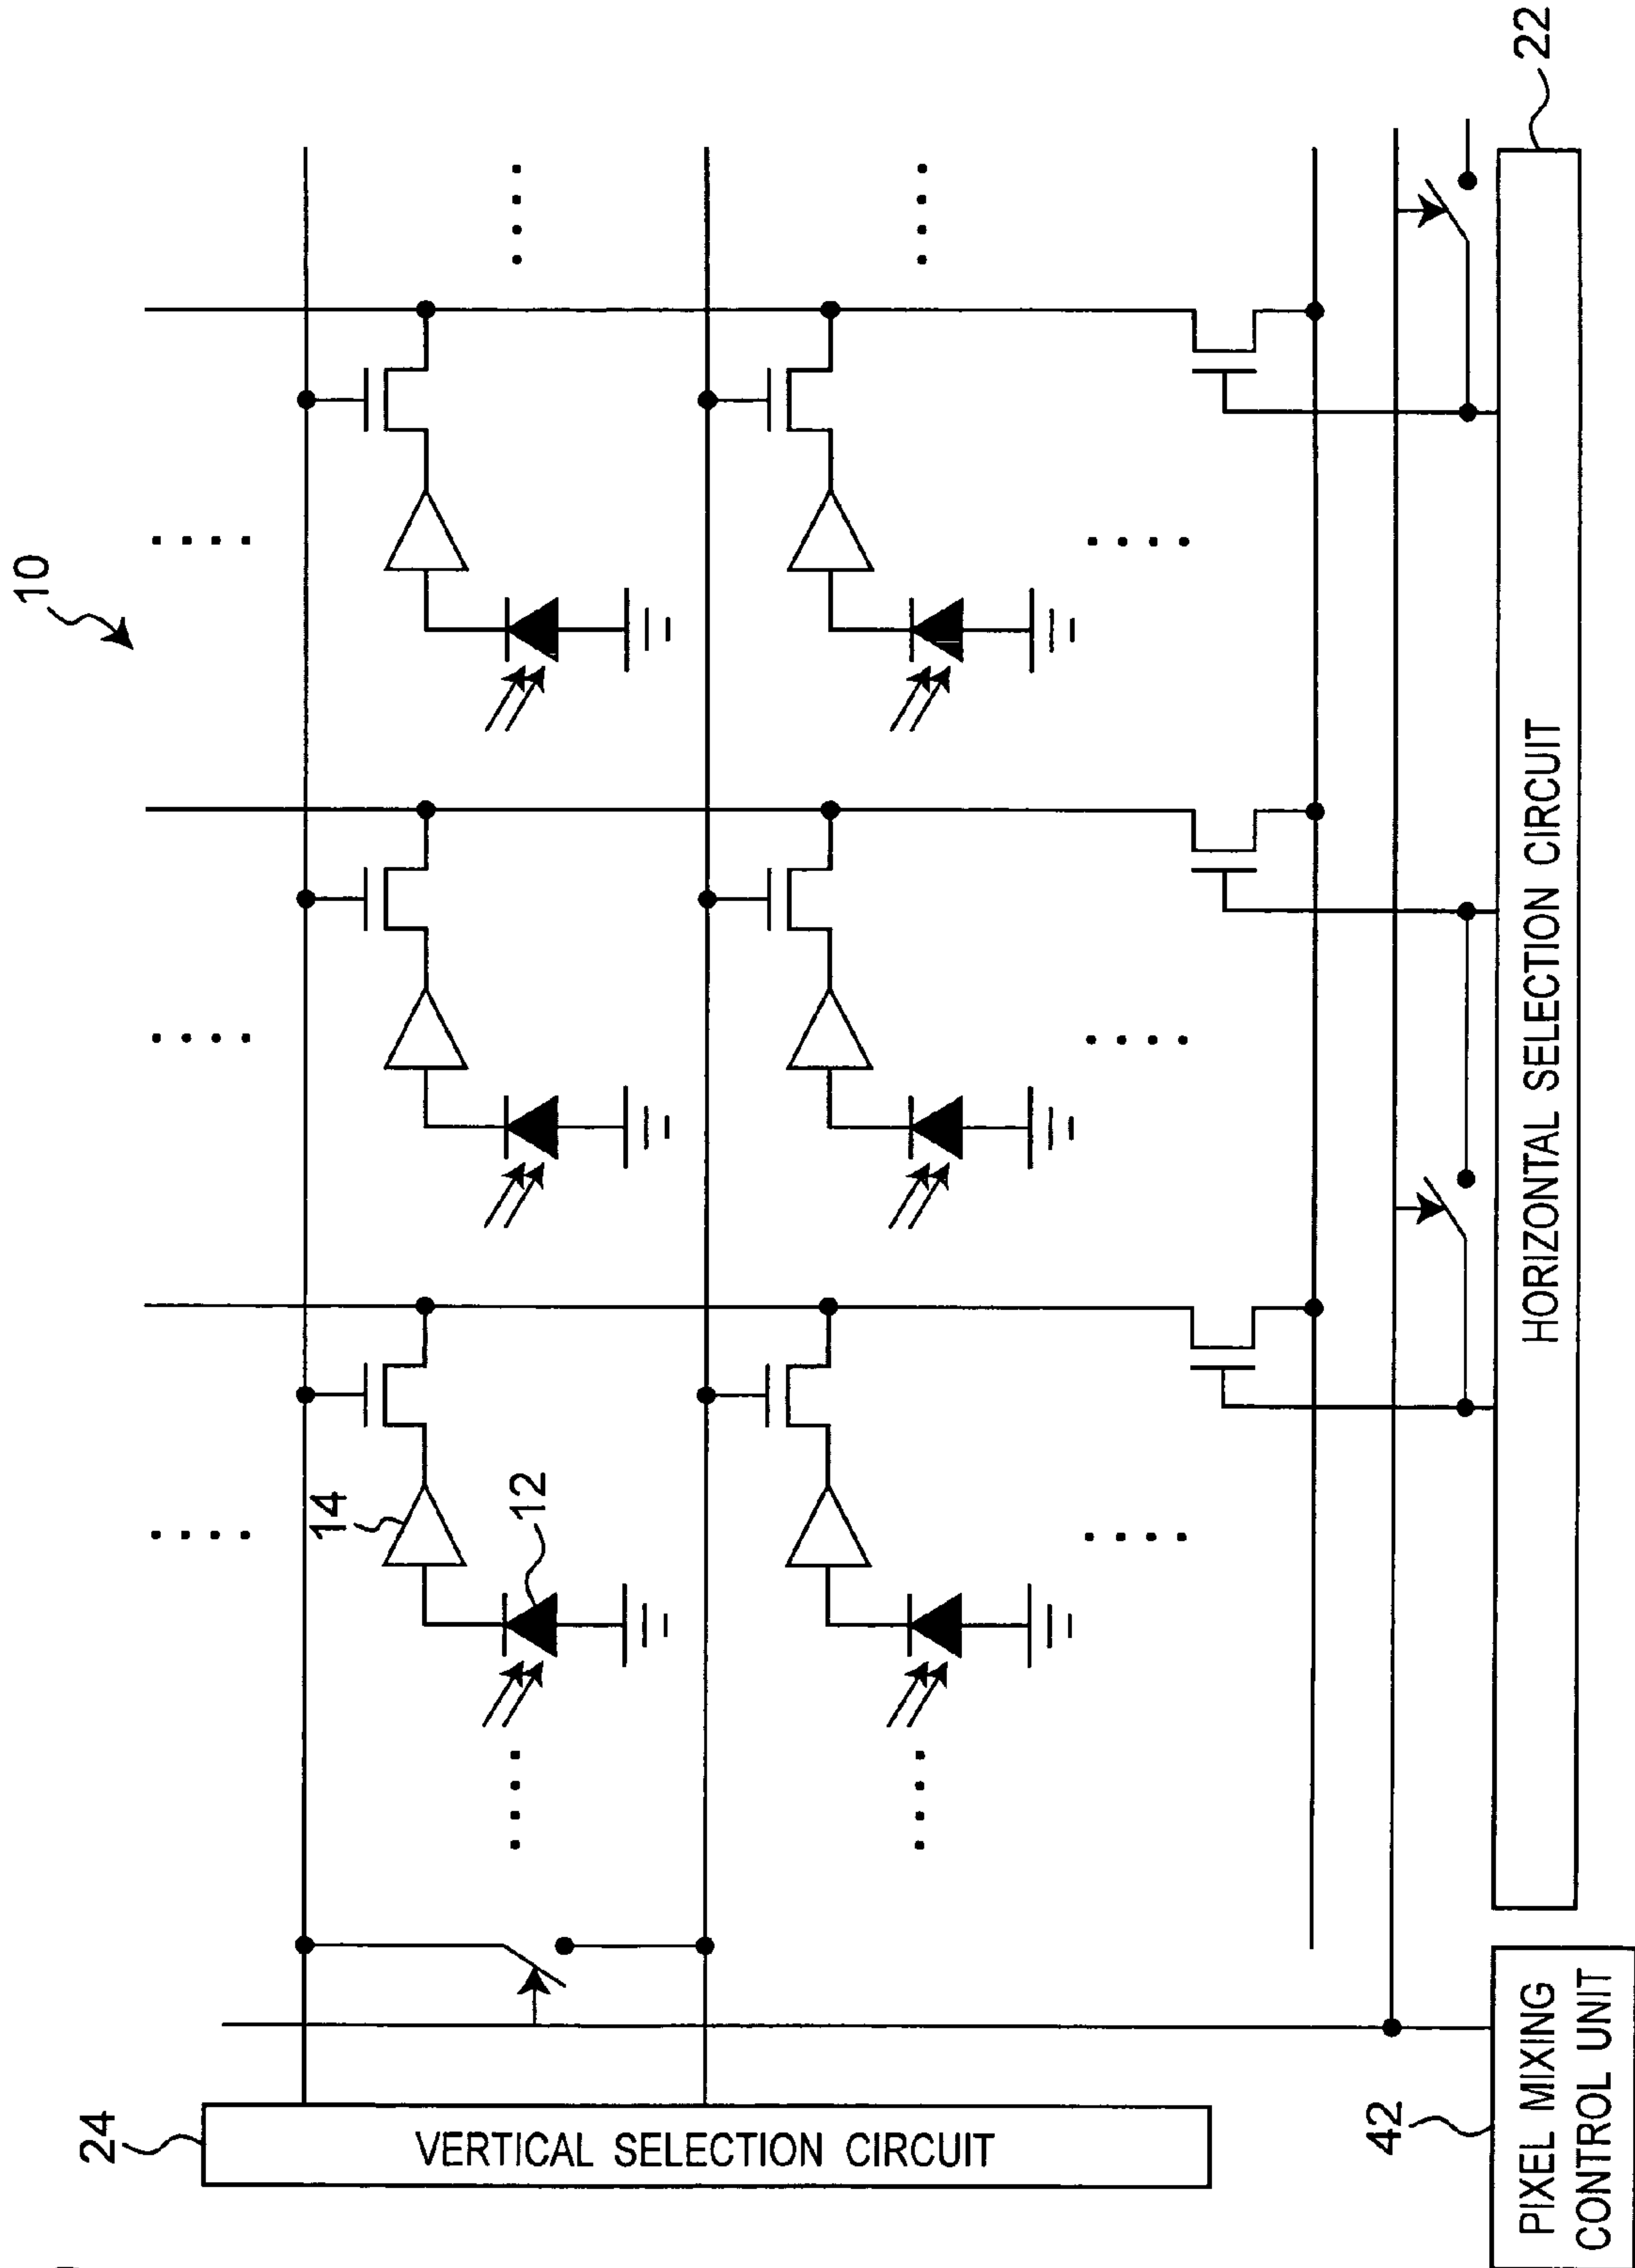 10
24
VERTICAL SELECTION CIRCUIT
14
12
42
PIXEL MIXING
CONTROL UNIT
HORIZONTAL SELECTION CIRCUIT
22